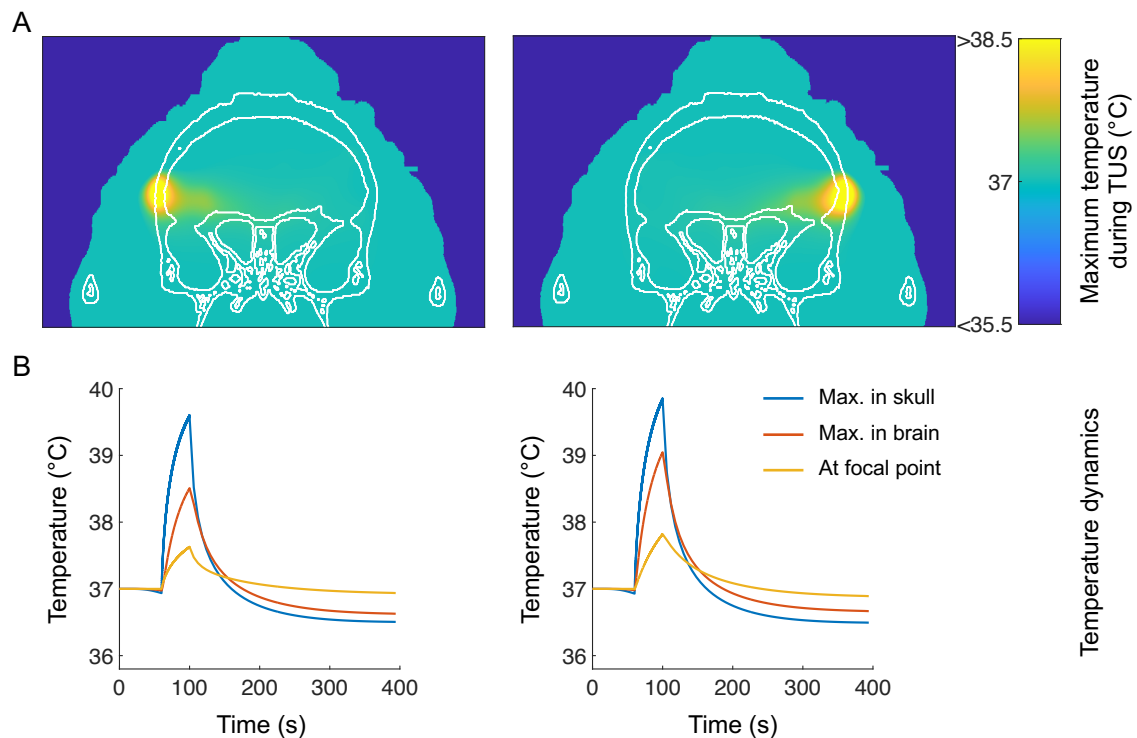 A
>38.5
37
<35.5
Maximum temperature
during TUS (°C)
B
40
39
38
37
36
Temperature (°C)
0
100
200
300
400
Time (s)
40
39
38
37
36
Temperature (°C)
0
100
200
300
400
Time (s)
Max. in skull
Max. in brain
At focal point
Temperature dynamics